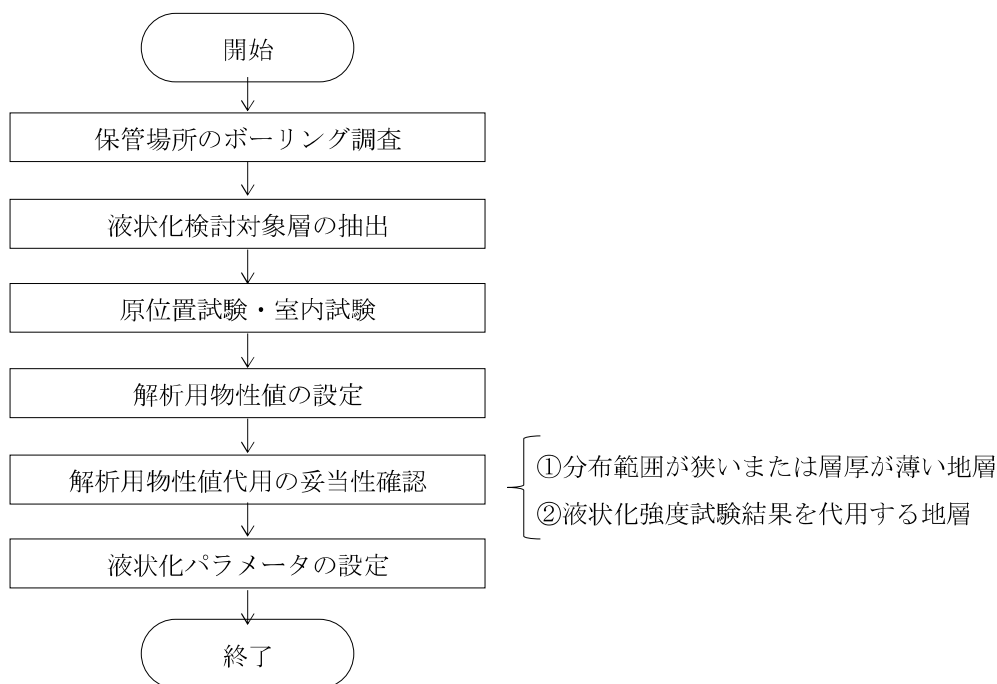 開始
保管場所のボーリング調査
液状化検討対象層の抽出
原位置試験・室内試験
解析用物性値の設定
解析用物性値代用の妥当性確認
①分布範囲が狭いまたは層厚が薄い地層
②液状化強度試験結果を代用する地層
液状化パラメータの設定
終了